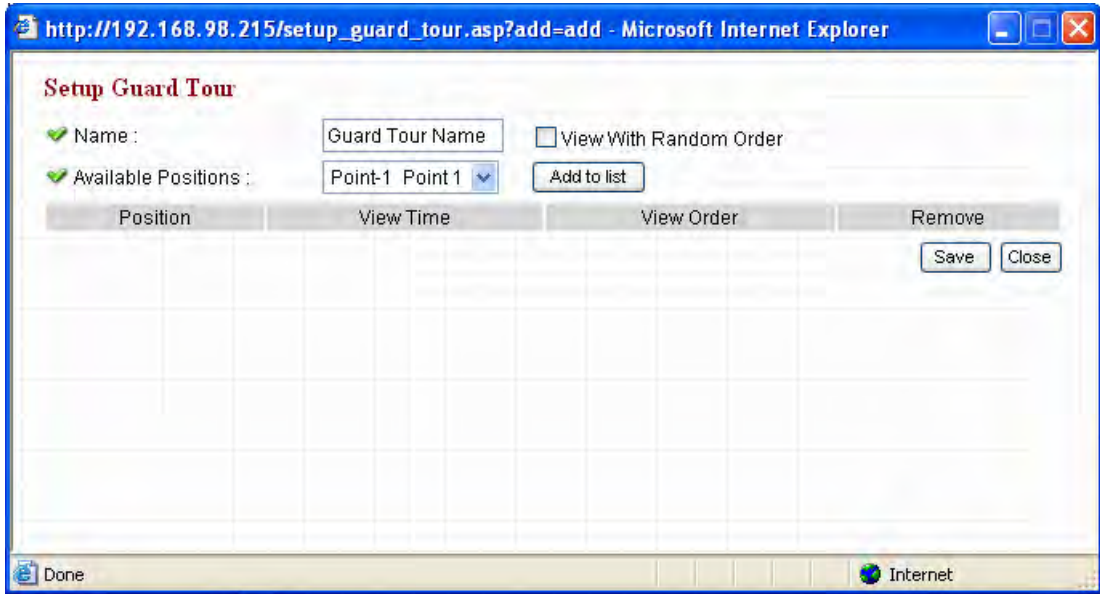 http://192.168.98.215/setup_guard_tour.asp?add=add - Microsoft Internet Explorer
Setup Guard Tour
Name : Guard Tour Name View With Random Order
Available Positions : Point-1 Point 1 Add to list
Position View Time View Order Remove
Save Close
Done Internet